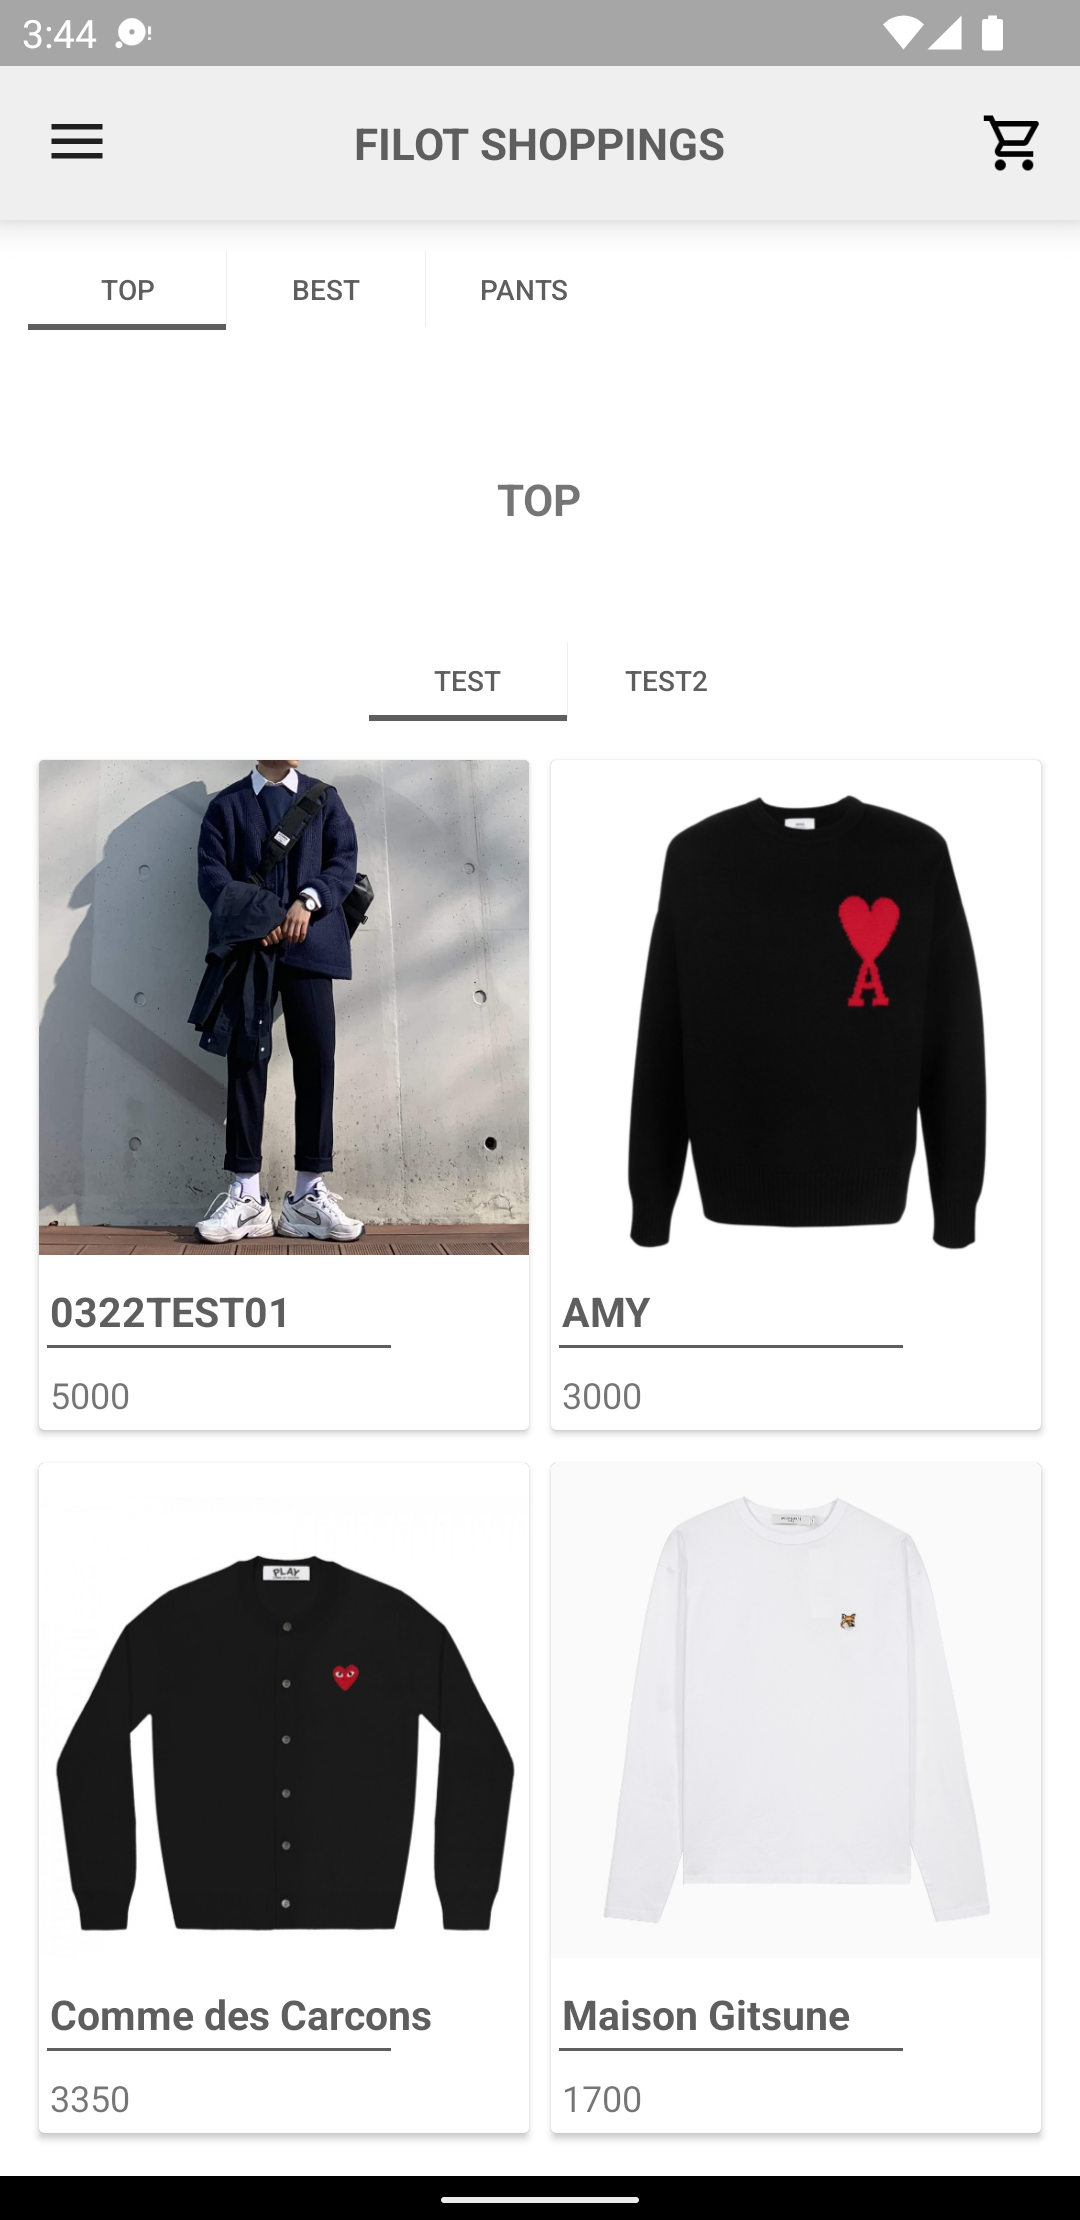 3:44
FILOT SHOPPINGS
TOP
BEST
PANTS
TOP
TEST
TEST2
A
0322TEST01
AMY
5000
3000
PLAY
Comme des Carcons
Maison Gitsune
3350
1700